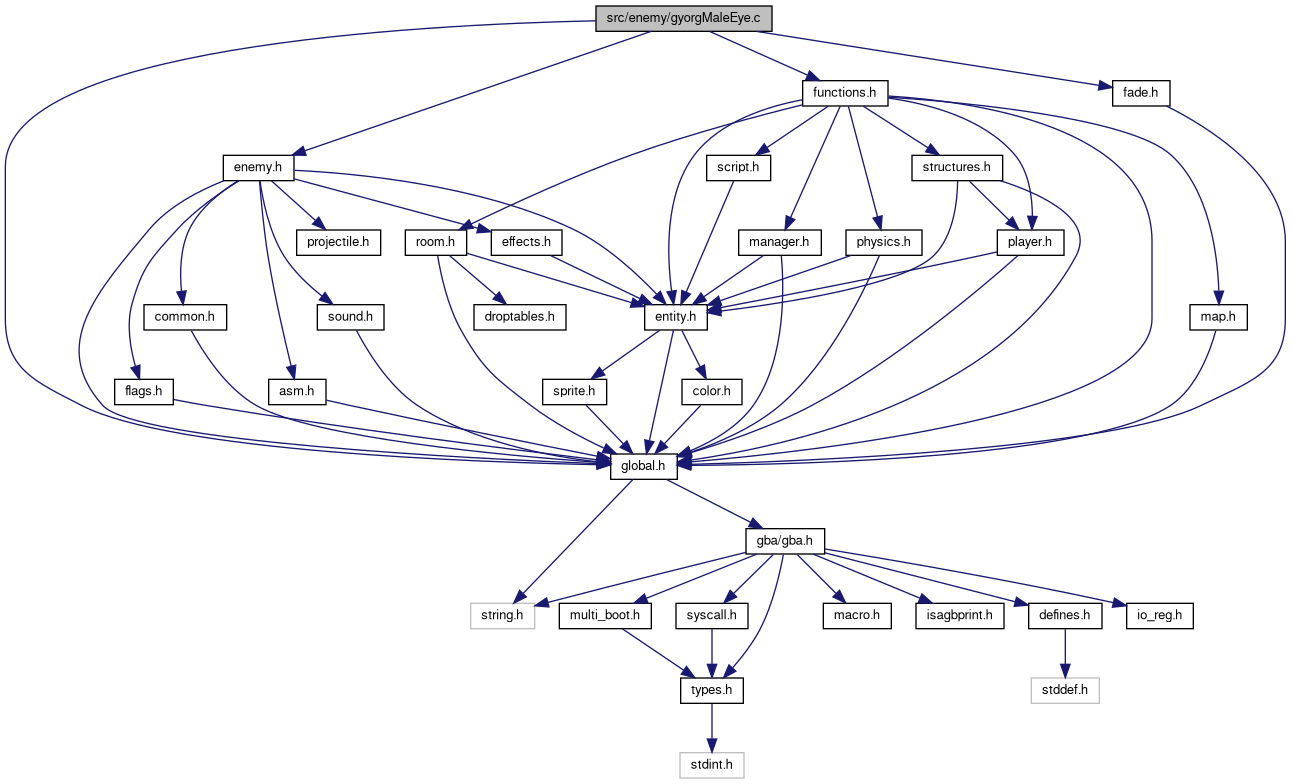 src/enemy/gyorgMaleEye.c
functions.h
fade.h
enemy.h
script.h
structures.h
projectile.h
room.h
effects.h
manager.h
physics.h
player.h
common.h
sound.h
droptables.h
entity.h
map.h
flags.h
asm.h
sprite.h
color.h
global.h
gba/gba.h
string.h
multi_boot.h
syscall.h
macro.h
isagbprint.h
defines.h
io_reg.h
types.h
stddef.h
stdint.h